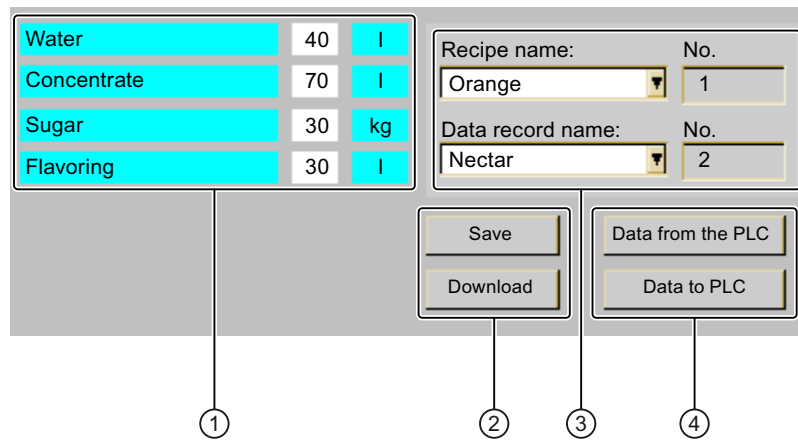 Water 40 l
Concentrate 70 l
Sugar 30 kg
Flavoring 30 l
Recipe name: No.
Orange 1
Data record name: No.
Nectar 2
Save Data from the PLC
Download Data to PLC
1 2 3 4